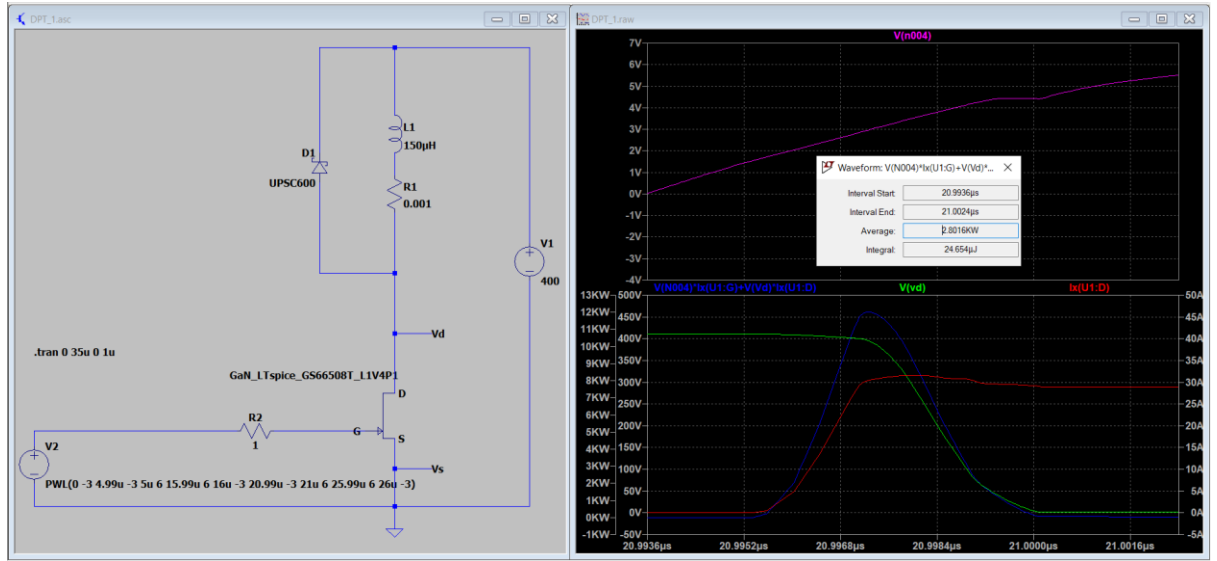 DPT_1.asc
D1
UPSC600
L1
150µH
R1
0.001
V1
400
Vd
.tran 0 35u 0 1u
GaN_LTspice_GS66508T_L1V4P1
D
R2
1
G
S
V2
Vs
PWL(0 -3 4.99u -3 5u 6 15.99u 6 16u -3 20.99u -3 21u 6 25.99u 6 26u -3)
DPT_1.raw
V(n004)
7V
6V
5V
4V
3V
2V
1V
0V
-1V
-2V
-3V
-4V
Waveform: V(N004)*Ix(U1:G)+V(Vd)*...
Interval Start: 20.9936µs
Interval End: 21.0024µs
Average: 2.8016KW
Integral: 24.654µJ
V(N004)*Ix(U1:G)+V(Vd)*Ix(U1:D) V(vd) Ix(U1:D)
13KW 500V 50A
12KW 450V 45A
11KW 400V 40A
10KW 350V 35A
9KW 300V 30A
8KW 250V 25A
7KW 200V 20A
6KW 150V 15A
5KW 100V 10A
4KW 50V 5A
3KW 0V 0A
2KW -50V -5A
1KW
0KW
-1KW
20.9936µs 20.9952µs 20.9968µs 20.9984µs 21.0000µs 21.0016µs